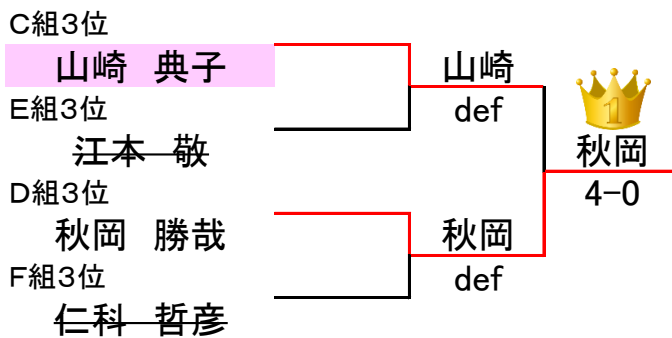 C組3位
山崎　典子
E組3位
江本　敬
D組3位
秋岡　勝哉
F組3位
仁科　哲彦
山崎
def
秋岡
def
1
秋岡
4-0